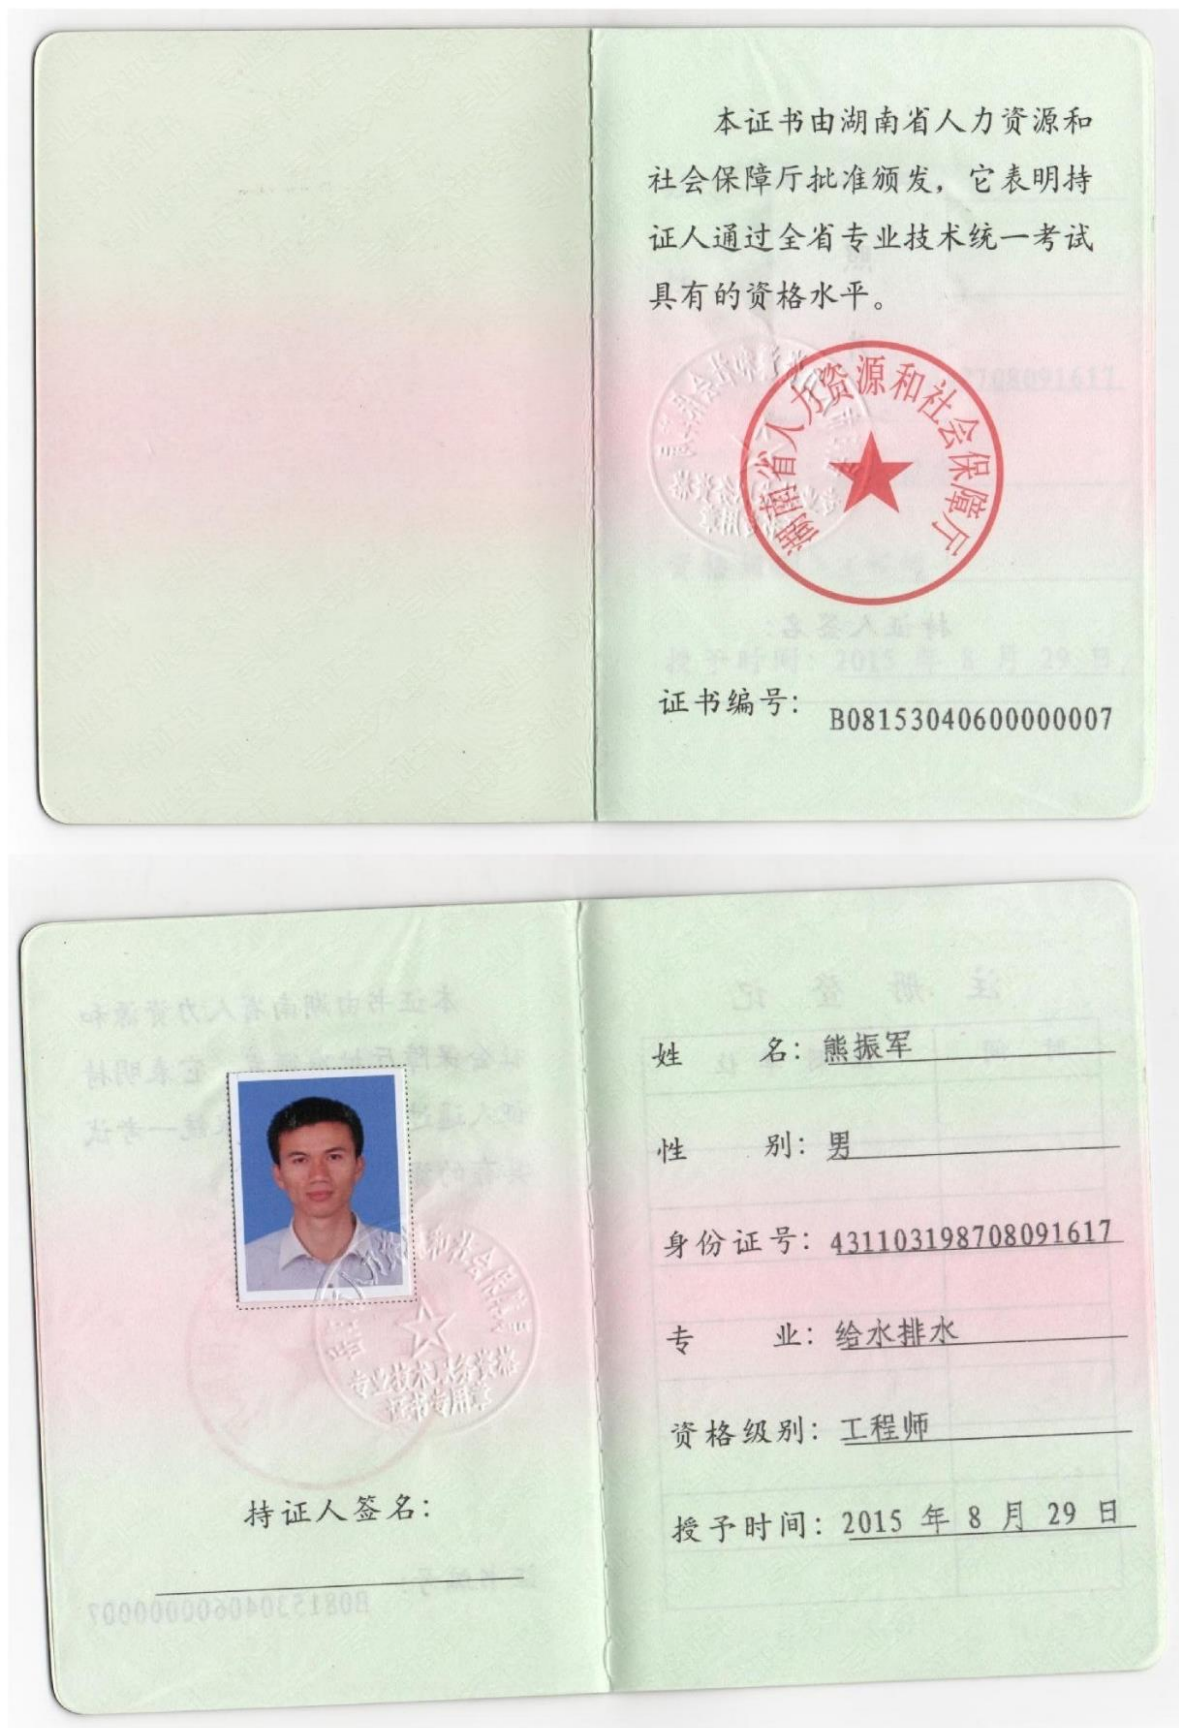 本证书由湖南省人力资源和
社会保障厅批准颁发，它表明持
证人通过全省专业技术统一考试
具有的资格水平。
湖南省人力资源和社会保障厅
证书编号：B08153040600000007
持证人签名：
姓 名：熊振军
性 别：男
身份证号：431103198708091617
专 业：给水排水
资格级别：工程师
授予时间：2015 年 8 月 29 日